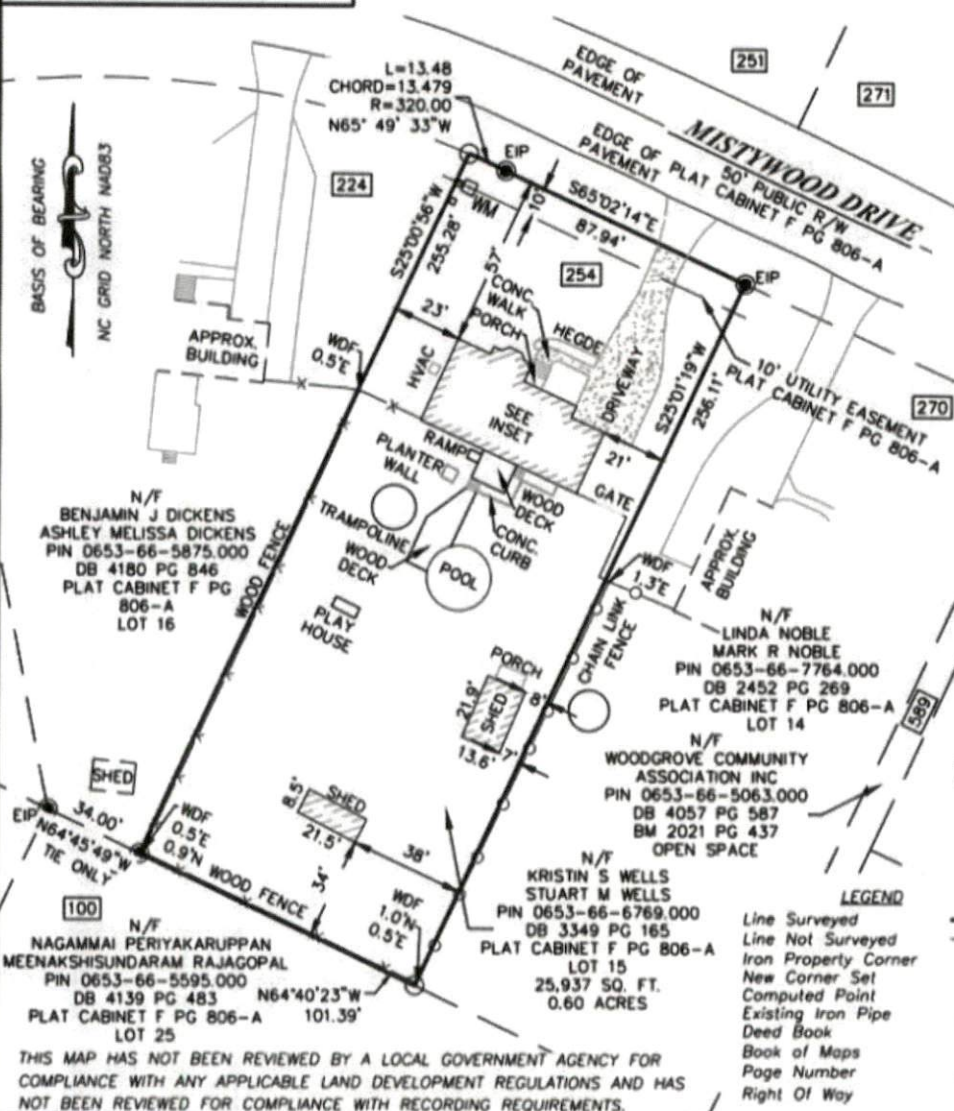 L=13.48
CHORD=13.479
R=320.00
N65° 49' 33"W
EIP
EDGE OF
PAVEMENT
251
271
MISTYWOOD DRIVE
50' PUBLIC R/W
EDGE OF PLAT CABINET F PG 806-A
PAVEMENT
BASIS OF BEARING
NC GRID NORTH NAD83
224
WM
8'
S65°02'14"E
87.94'
10'
EIP
S25°00'56"W
255.28'
57'
254
CONC.
WALK
PORCH
HEGDE
23'
HVAC
DRIVEWAY
S25°01'19"W
256.11'
10' UTILITY EASEMENT
PLAT CABINET F PG 806-A
270
APPROX.
BUILDING
WDF
0.5'E
SEE
INSET
21'
GATE
RAMP
PLANTER
WALL
WOOD
DECK
CONC.
CURB
TRAMPOLINE
WOOD
DECK
POOL
APPROX.
BUILDING
WDF
1.3'E
N/F
BENJAMIN J DICKENS
ASHLEY MELISSA DICKENS
PIN 0653-66-5875.000
DB 4180 PG 846
PLAT CABINET F PG
806-A
LOT 16
WOOD FENCE
PLAY
HOUSE
CHAIN LINK
FENCE
N/F
LINDA NOBLE
MARK R NOBLE
PIN 0653-66-7764.000
DB 2452 PG 269
PLAT CABINET F PG 806-A
LOT 14
589
PORCH
21.9'
SHED
8'
13.6'
7'
N/F
WOODGROVE COMMUNITY
ASSOCIATION INC
PIN 0653-66-5063.000
DB 4057 PG 587
BM 2021 PG 437
OPEN SPACE
SHED
8.5'
SHED
21.5'
38'
34'
EIP
34.00'
N64°45'49"W
TIE ONLY
WDF
0.5'E
0.9'N
WOOD FENCE
WDF
1.0'N
0.5'E
N/F
KRISTIN S WELLS
STUART M WELLS
PIN 0653-66-6769.000
DB 3349 PG 165
PLAT CABINET F PG 806-A
LOT 15
25,937 SQ. FT.
0.60 ACRES
100
N/F
NAGAMMAI PERIYAKARUPPAN
MEENAKSHISUNDARAM RAJAGOPAL
PIN 0653-66-5595.000
DB 4139 PG 483
PLAT CABINET F PG 806-A
LOT 25
N64°40'23"W
101.39'
LEGEND
Line Surveyed
Line Not Surveyed
Iron Property Corner
New Corner Set
Computed Point
Existing Iron Pipe
Deed Book
Book of Maps
Page Number
Right Of Way
THIS MAP HAS NOT BEEN REVIEWED BY A LOCAL GOVERNMENT AGENCY FOR
COMPLIANCE WITH ANY APPLICABLE LAND DEVELOPMENT REGULATIONS AND HAS
NOT BEEN REVIEWED FOR COMPLIANCE WITH RECORDING REQUIREMENTS.